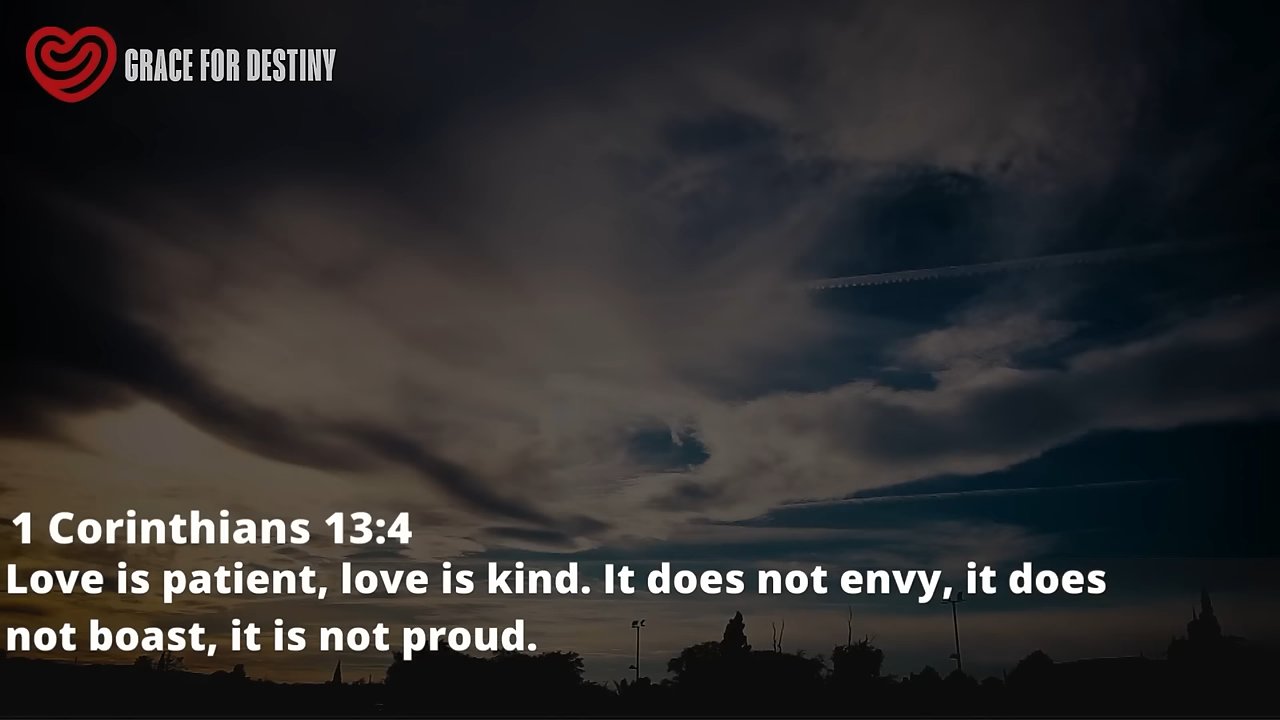 GRACE FOR DESTINY
1 Corinthians 13:4
Love is patient, love is kind. It does not envy, it does
not boast, it is not proud.